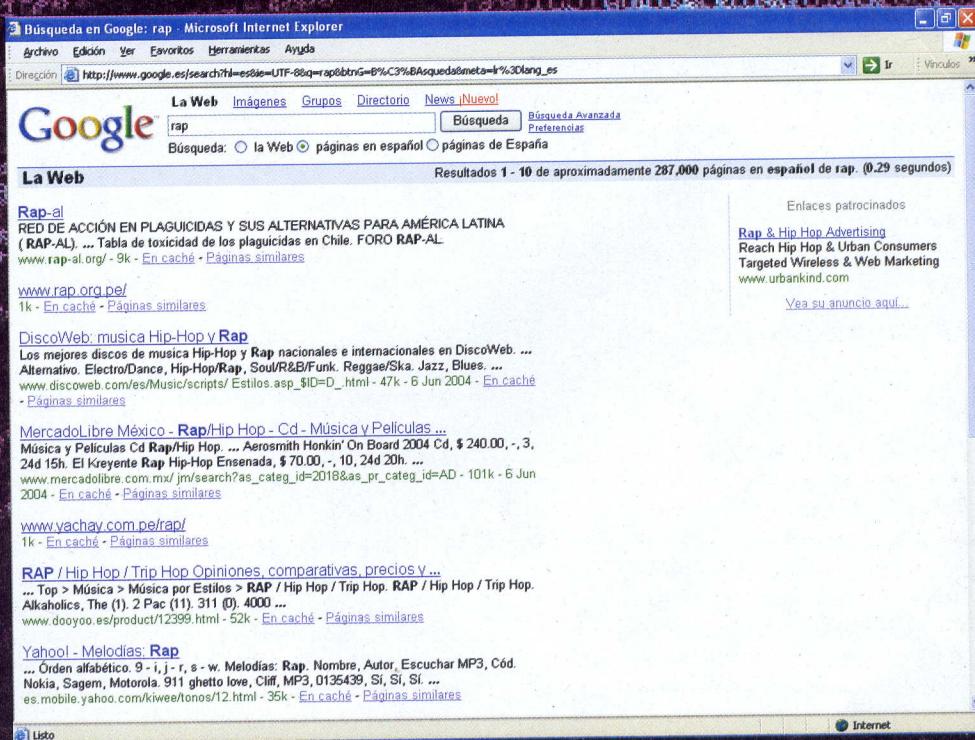 Búsqueda en Google: rap - Microsoft Internet Explorer
Archivo Edición Ver Favoritos Herramientas Ayuda
Dirección http://www.google.es/search?hl=es&ie=UTF-8&q=rap&btnG=B%C3%BAsqueda&meta=lr%3Dlang_es Ir Vínculos »
La Web Imágenes Grupos Directorio News ¡Nuevo!
Google
rap Búsqueda Búsqueda Avanzada
Preferencias
Búsqueda: la Web páginas en español páginas de España
La Web Resultados 1 - 10 de aproximadamente 287,000 páginas en español de rap. (0.29 segundos)
Rap-al
RED DE ACCIÓN EN PLAGUICIDAS Y SUS ALTERNATIVAS PARA AMÉRICA LATINA
( RAP-AL). ... Tabla de toxicidad de los plaguicidas en Chile. FORO RAP-AL.
www.rap-al.org/ - 9k - En caché - Páginas similares
www.rap.org.pe/
1k - En caché - Páginas similares
DiscoWeb: musica Hip-Hop y Rap
Los mejores discos de musica Hip-Hop y Rap nacionales e internacionales en DiscoWeb. ...
Alternativo. Electro/Dance, Hip-Hop/Rap, Soul/R&B/Funk. Reggae/Ska. Jazz, Blues. ...
www.discoweb.com/es/Music/scripts/ Estilos.asp_$ID=D_.html - 47k - 6 Jun 2004 - En caché
- Páginas similares
MercadoLibre México - Rap/Hip Hop - Cd - Música y Películas ...
Música y Películas Cd Rap/Hip Hop. ... Aerosmith Honkin' On Board 2004 Cd, $ 240.00, -, 3,
24d 15h. El Kreyente Rap Hip-Hop Ensenada, $ 70.00, -, 10, 24d 20h. ...
www.mercadolibre.com.mx/ jm/search?as_categ_id=2018&as_pr_categ_id=AD - 101k - 6 Jun
2004 - En caché - Páginas similares
www.yachay.com.pe/rap/
1k - En caché - Páginas similares
RAP / Hip Hop / Trip Hop Opiniones, comparativas, precios y ...
... Top > Música > Música por Estilos > RAP / Hip Hop / Trip Hop. RAP / Hip Hop / Trip Hop.
Alkaholics, The (1). 2 Pac (11). 311 (0). 4000 ...
www.dooyoo.es/product/12399.html - 52k - En caché - Páginas similares
Yahoo! - Melodías: Rap
... Órden alfabético. 9 - i, j - r, s - w. Melodías: Rap. Nombre, Autor, Escuchar MP3, Cód.
Nokia, Sagem, Motorola. 911 ghetto love, Cliff, MP3, 0135439, Sí, Sí, Sí. ...
es.mobile.yahoo.com/kiwee/tonos/12.html - 35k - En caché - Páginas similares
Enlaces patrocinados
Rap & Hip Hop Advertising
Reach Hip Hop & Urban Consumers
Targeted Wireless & Web Marketing
www.urbankind.com
Vea su anuncio aquí...
Listo Internet